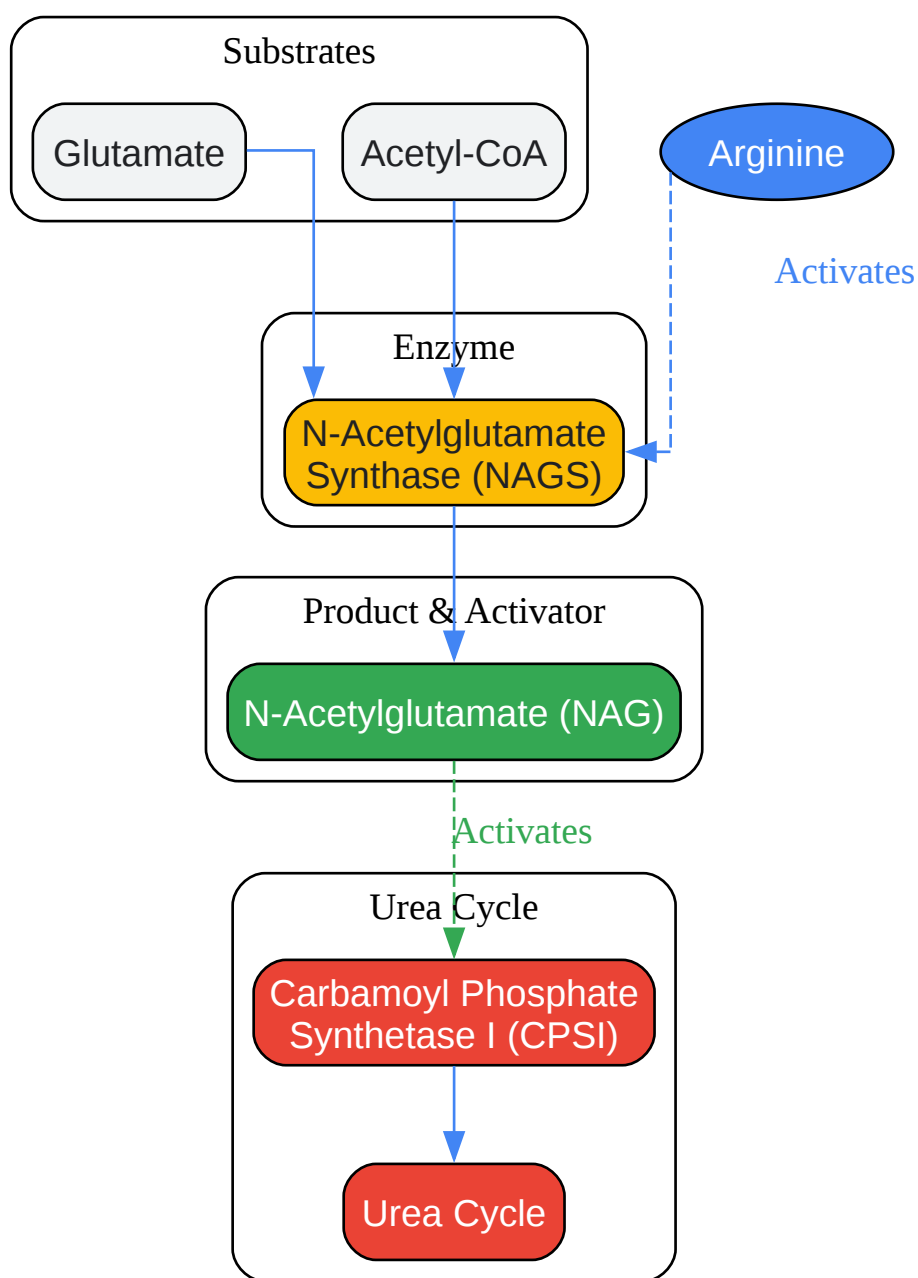 Substrates
Glutamate
Acetyl-CoA
Arginine
Activates
Enzyme
N-Acetylglutamate
Synthase (NAGS)
Product & Activator
N-Acetylglutamate (NAG)
Activates
Urea Cycle
Carbamoyl Phosphate
Synthetase I (CPSI)
Urea Cycle